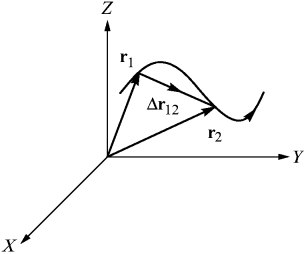 Z
r₁
Δr₁₂
r₂
Y
X